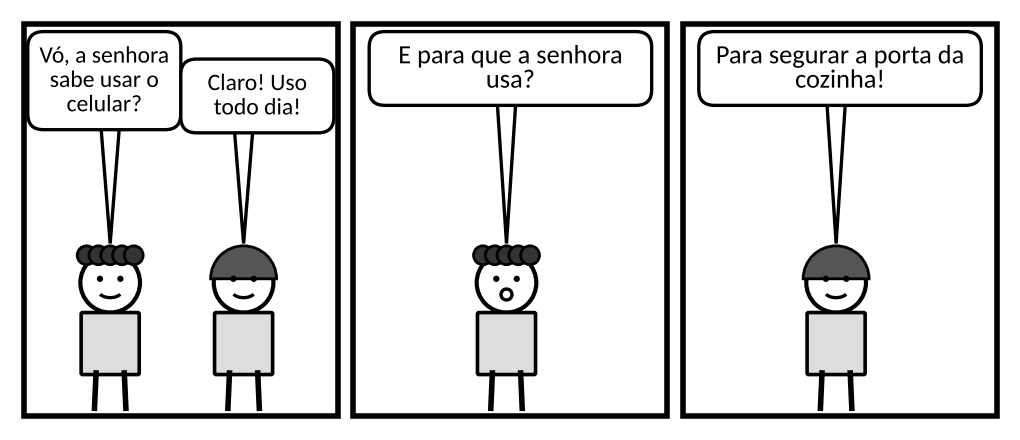 Vó, a senhora
sabe usar o
celular?
Claro! Uso
todo dia!
E para que a senhora
usa?
Para segurar a porta da
cozinha!